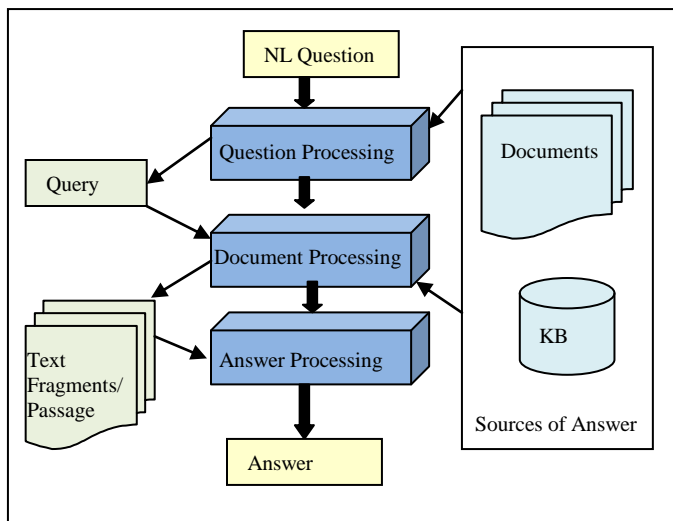 NL Question
Question Processing
Documents
Query
Document Processing
KB
Text
Fragments/
Passage
Answer Processing
Sources of Answer
Answer